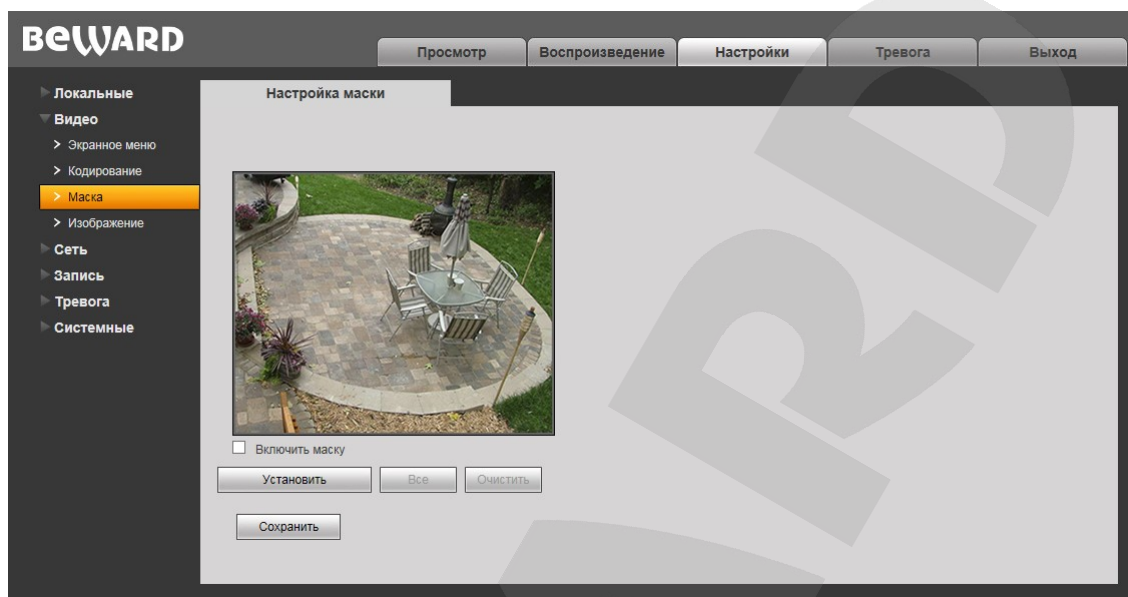 BEWARD
Просмотр
Воспроизведение
Настройки
Тревога
Выход
Локальные
Видео
> Экранное меню
> Кодирование
> Маска
> Изображение
Сеть
Запись
Тревога
Системные
Настройка маски
Включить маску
Установить
Все
Очистить
Сохранить